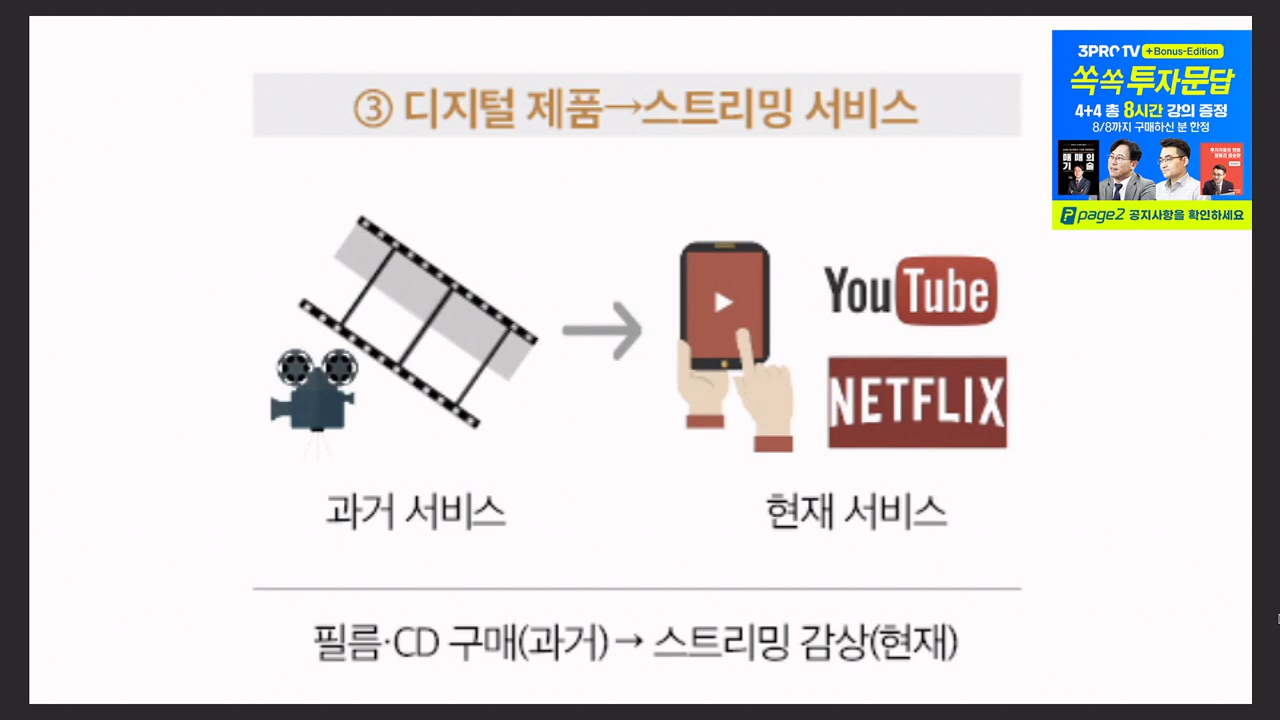 ③ 디지털 제품→스트리밍 서비스
3PRO TV +Bonus-Edition
쏙쏙 투자문답
4+4 총 8시간 강의 증정
8/8까지 구매하신 분 한정
매매의
기술
page2 공지사항을 확인하세요
YouTube
NETFLIX
과거 서비스
현재 서비스
필름·CD 구매(과거)→ 스트리밍 감상(현재)